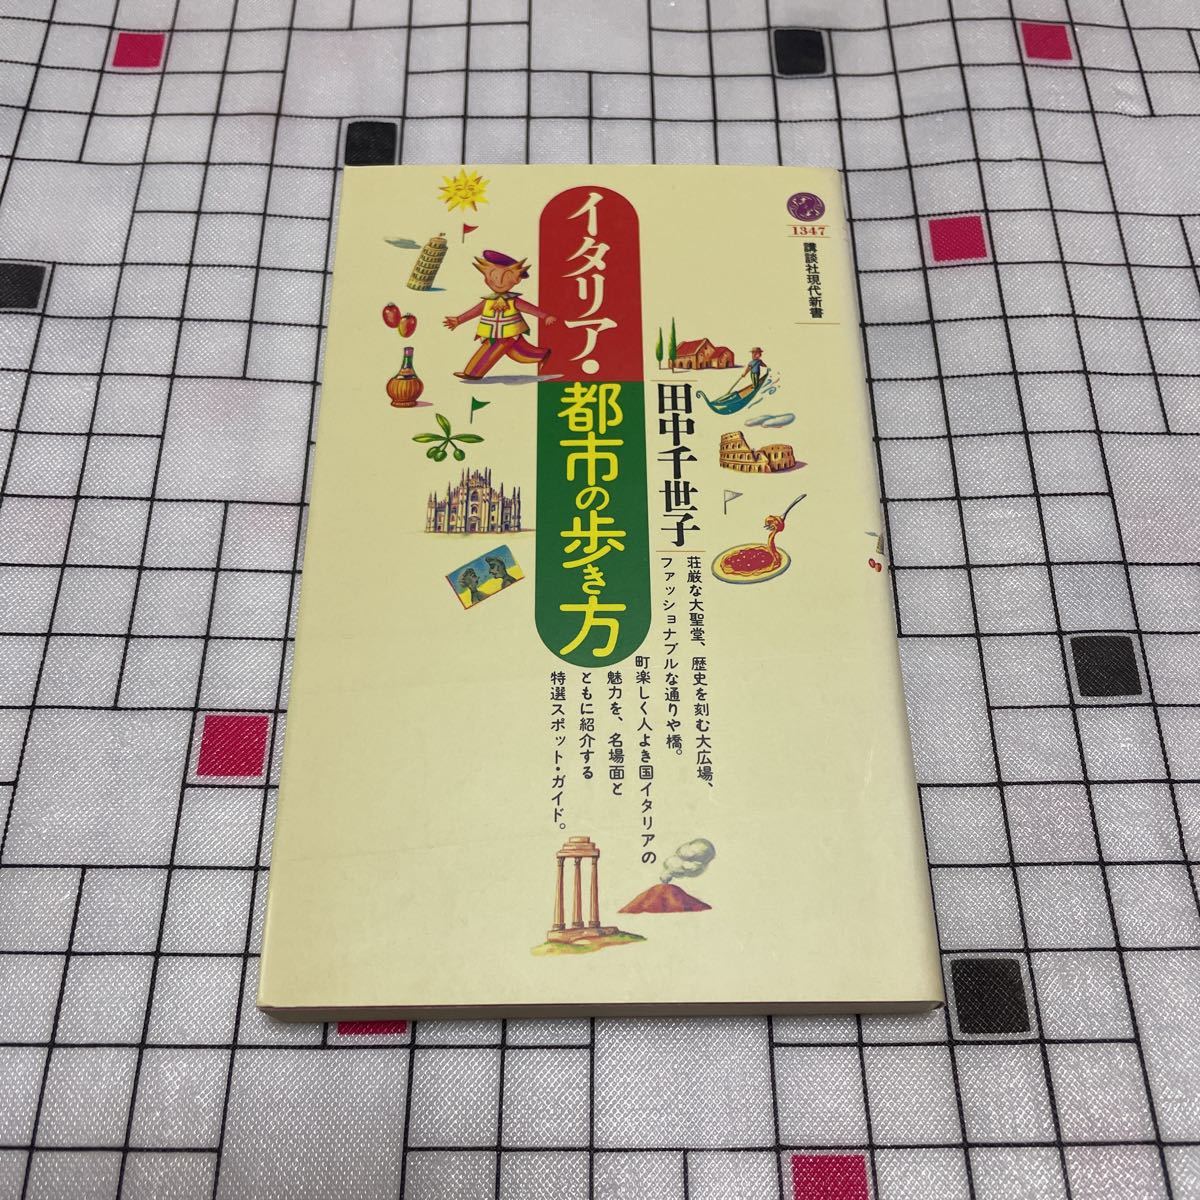 1347
講談社現代新書
イタリア・
都市の歩き方
田中千世子
荘厳な大聖堂、歴史を刻む大広場、
ファッショナブルな通りや橋。
町楽しく人よき国イタリアの
魅力を、名場面と
ともに紹介する
特選スポット・ガイド。